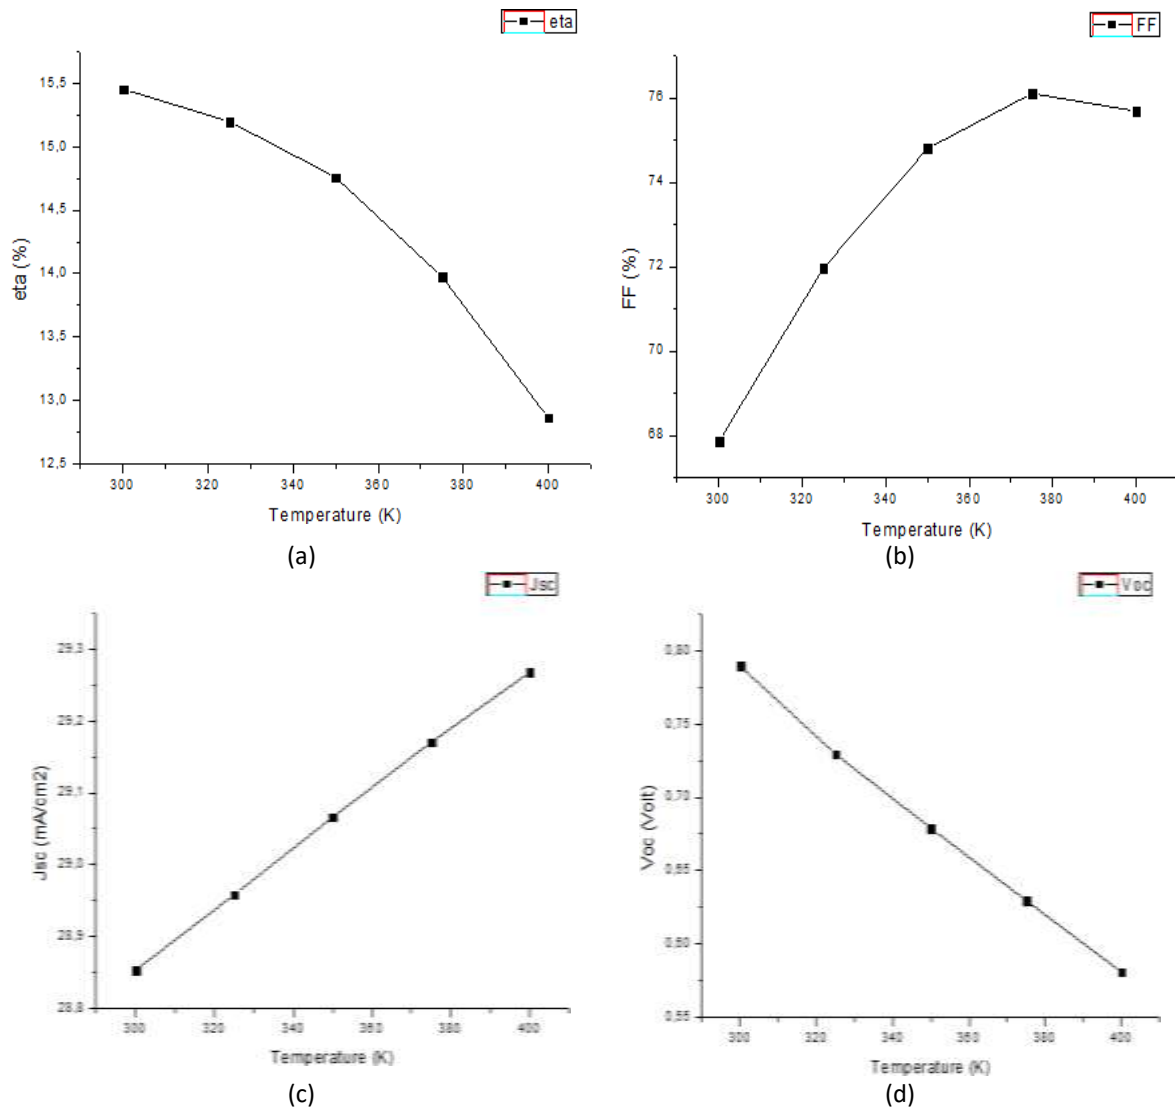 eta
15,5
15,0
14,5
14,0
13,5
13,0
12,5
eta (%)
300 320 340 360 380 400
Temperature (K)
(a)
FF
76
74
72
70
68
FF (%)
300 320 340 360 380 400
Temperature (K)
(b)
Jsc
29,3
29,2
29,1
29,0
28,9
28,8
Jsc (mA/cm2)
300 320 340 360 380 400
Temperature (K)
(c)
Voc
0,80
0,75
0,70
0,65
0,60
0,55
Voc (Volt)
300 320 340 360 380 400
Temperature (K)
(d)